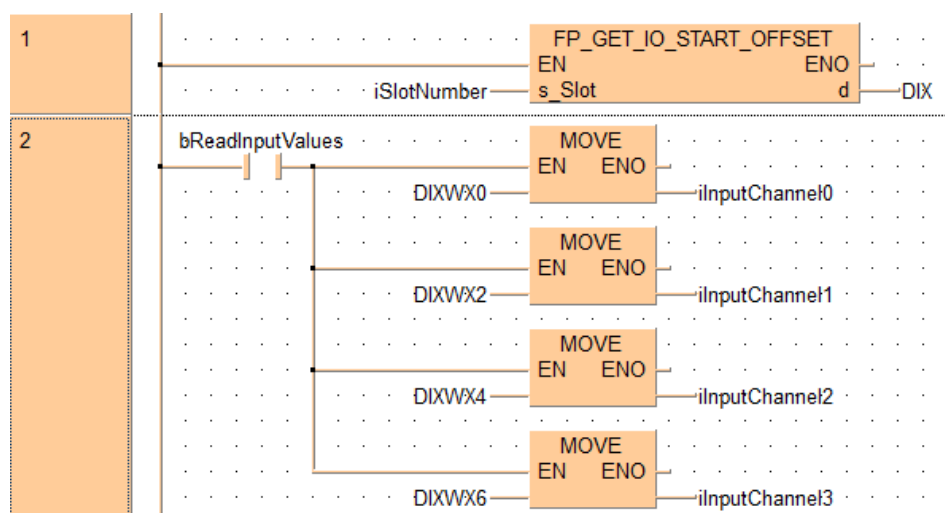 1
FP_GET_IO_START_OFFSET
EN ENO
iSlotNumber s_Slot d DIX
2
bReadInputValues MOVE
EN ENO
DIXWX0 iInputChannel0
MOVE
EN ENO
DIXWX2 iInputChannel1
MOVE
EN ENO
DIXWX4 iInputChannel2
MOVE
EN ENO
DIXWX6 iInputChannel3